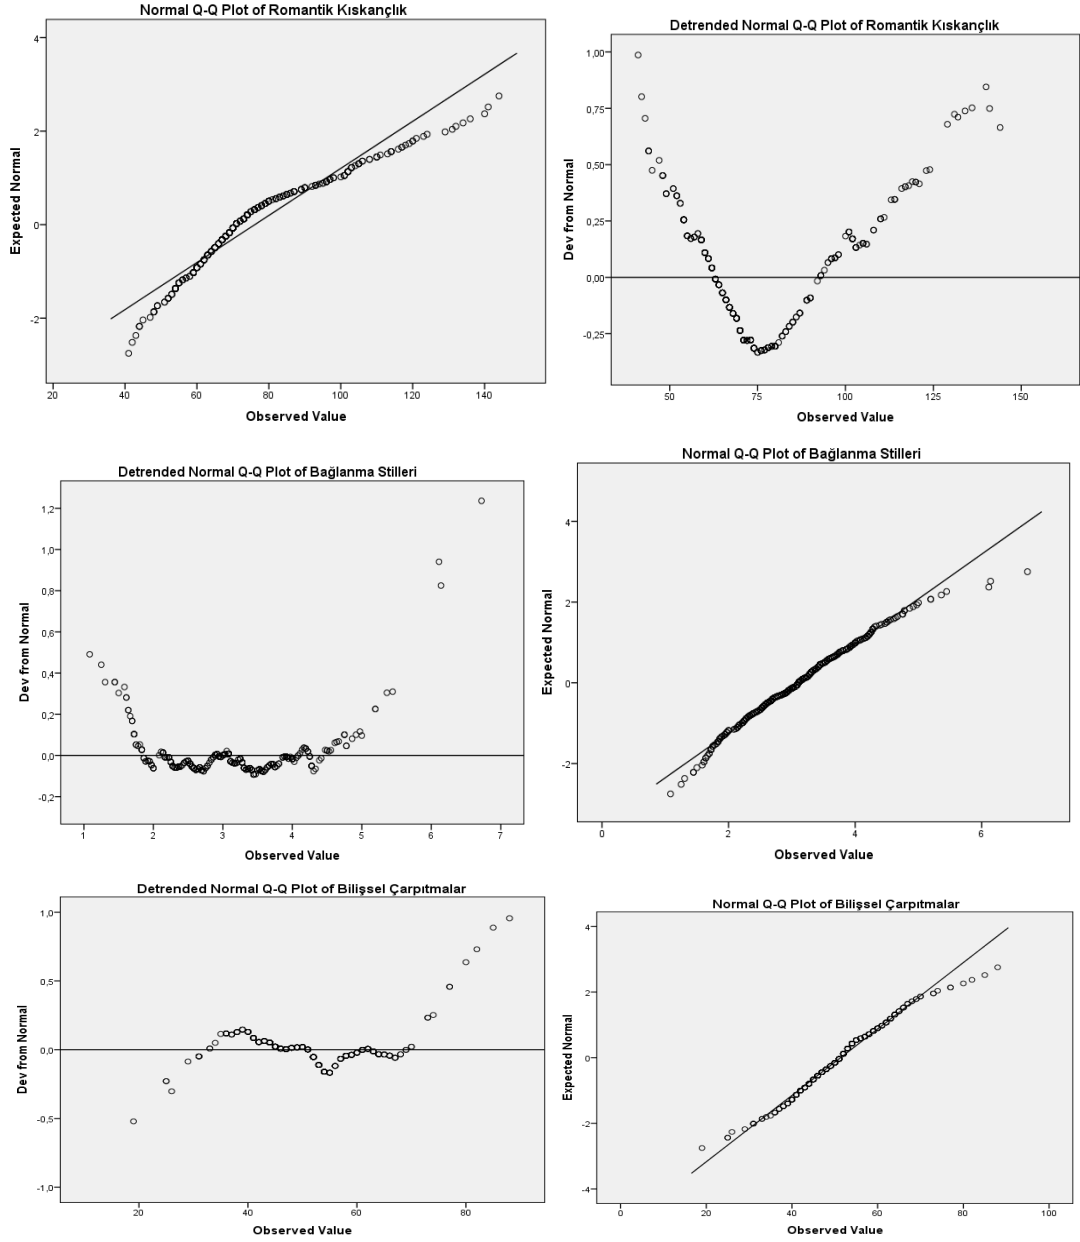 Normal Q-Q Plot of Romantik Kıskançlık
Expected Normal
4
2
0
-2
20 40 60 80 100 120 140
Observed Value
Detrended Normal Q-Q Plot of Romantik Kıskançlık
Dev from Normal
1,00
0,75
0,50
0,25
0,00
-0,25
50 75 100 125 150
Observed Value
Detrended Normal Q-Q Plot of Bağlanma Stilleri
Dev from Normal
1,2
1,0
0,8
0,6
0,4
0,2
0,0
-0,2
1 2 3 4 5 6 7
Observed Value
Normal Q-Q Plot of Bağlanma Stilleri
Expected Normal
4
2
0
-2
0 2 4 6
Observed Value
Detrended Normal Q-Q Plot of Bilişsel Çarpıtmalar
Dev from Normal
1,0
0,5
0,0
-0,5
-1,0
20 40 60 80
Observed Value
Normal Q-Q Plot of Bilişsel Çarpıtmalar
Expected Normal
4
2
0
-2
-4
0 20 40 60 80 100
Observed Value